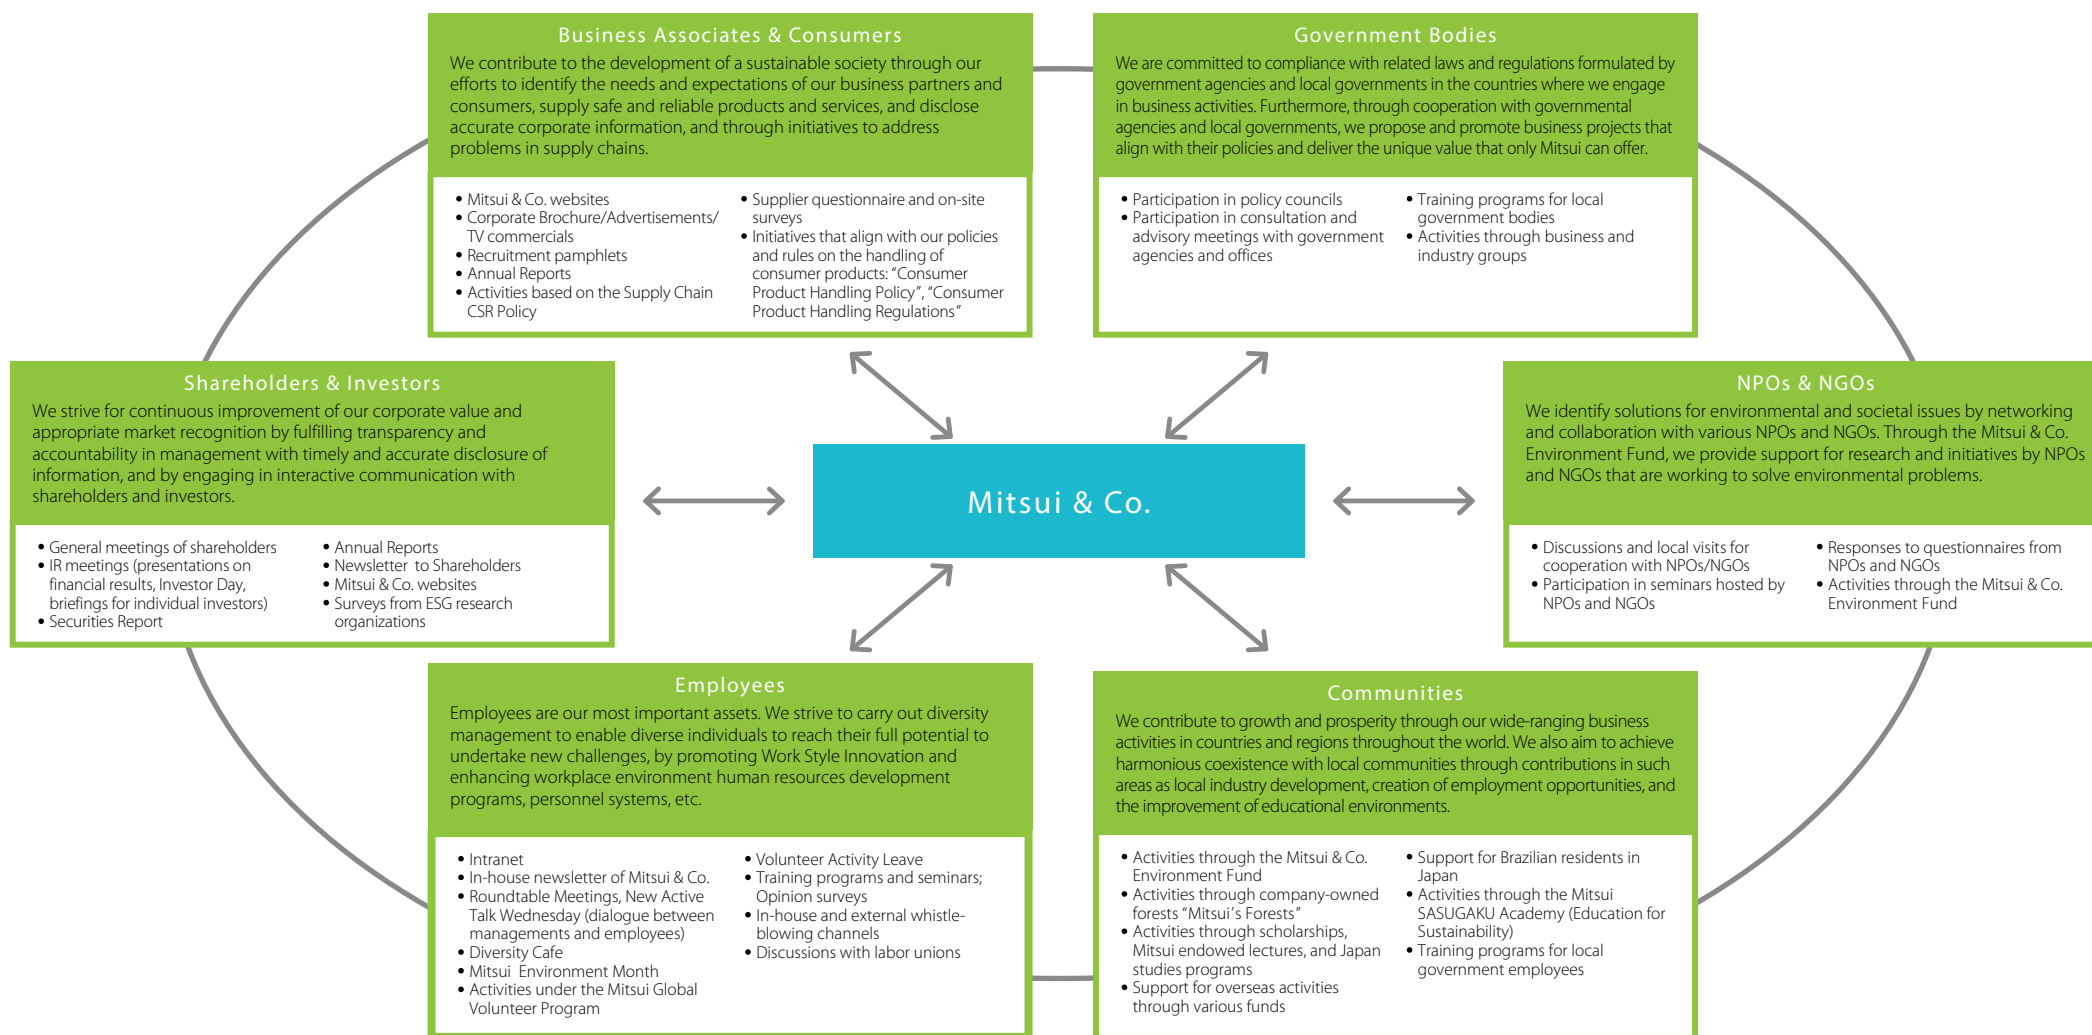 Business Associates & Consumers
We contribute to the development of a sustainable society through our
efforts to identify the needs and expectations of our business partners and
consumers, supply safe and reliable products and services, and disclose
accurate corporate information, and through initiatives to address
problems in supply chains.
• Mitsui & Co. websites
• Corporate Brochure/Advertisements/
TV commercials
• Recruitment pamphlets
• Annual Reports
• Activities based on the Supply Chain
CSR Policy
• Supplier questionnaire and on-site
surveys
• Initiatives that align with our policies
and rules on the handling of
consumer products: “Consumer
Product Handling Policy”, “Consumer
Product Handling Regulations”
Government Bodies
We are committed to compliance with related laws and regulations formulated by
government agencies and local governments in the countries where we engage
in business activities. Furthermore, through cooperation with governmental
agencies and local governments, we propose and promote business projects that
align with their policies and deliver the unique value that only Mitsui can offer.
• Participation in policy councils
• Participation in consultation and
advisory meetings with government
agencies and offices
• Training programs for local
government bodies
• Activities through business and
industry groups
Shareholders & Investors
We strive for continuous improvement of our corporate value and
appropriate market recognition by fulfilling transparency and
accountability in management with timely and accurate disclosure of
information, and by engaging in interactive communication with
shareholders and investors.
• General meetings of shareholders
• IR meetings (presentations on
financial results, Investor Day,
briefings for individual investors)
• Securities Report
• Annual Reports
• Newsletter to Shareholders
• Mitsui & Co. websites
• Surveys from ESG research
organizations
Mitsui & Co.
NPOs & NGOs
We identify solutions for environmental and societal issues by networking
and collaboration with various NPOs and NGOs. Through the Mitsui & Co.
Environment Fund, we provide support for research and initiatives by NPOs
and NGOs that are working to solve environmental problems.
• Discussions and local visits for
cooperation with NPOs/NGOs
• Participation in seminars hosted by
NPOs and NGOs
• Responses to questionnaires from
NPOs and NGOs
• Activities through the Mitsui & Co.
Environment Fund
Employees
Employees are our most important assets. We strive to carry out diversity
management to enable diverse individuals to reach their full potential to
undertake new challenges, by promoting Work Style Innovation and
enhancing workplace environment human resources development
programs, personnel systems, etc.
• Intranet
• In-house newsletter of Mitsui & Co.
• Roundtable Meetings, New Active
Talk Wednesday (dialogue between
managements and employees)
• Diversity Cafe
• Mitsui Environment Month
• Activities under the Mitsui Global
Volunteer Program
• Volunteer Activity Leave
• Training programs and seminars;
Opinion surveys
• In-house and external whistle-
blowing channels
• Discussions with labor unions
Communities
We contribute to growth and prosperity through our wide-ranging business
activities in countries and regions throughout the world. We also aim to achieve
harmonious coexistence with local communities through contributions in such
areas as local industry development, creation of employment opportunities, and
the improvement of educational environments.
• Activities through the Mitsui & Co.
Environment Fund
• Activities through company-owned
forests “Mitsui’s Forests”
• Activities through scholarships,
Mitsui endowed lectures, and Japan
studies programs
• Support for overseas activities
through various funds
• Support for Brazilian residents in
Japan
• Activities through the Mitsui
SASUGAKU Academy (Education for
Sustainability)
• Training programs for local
government employees